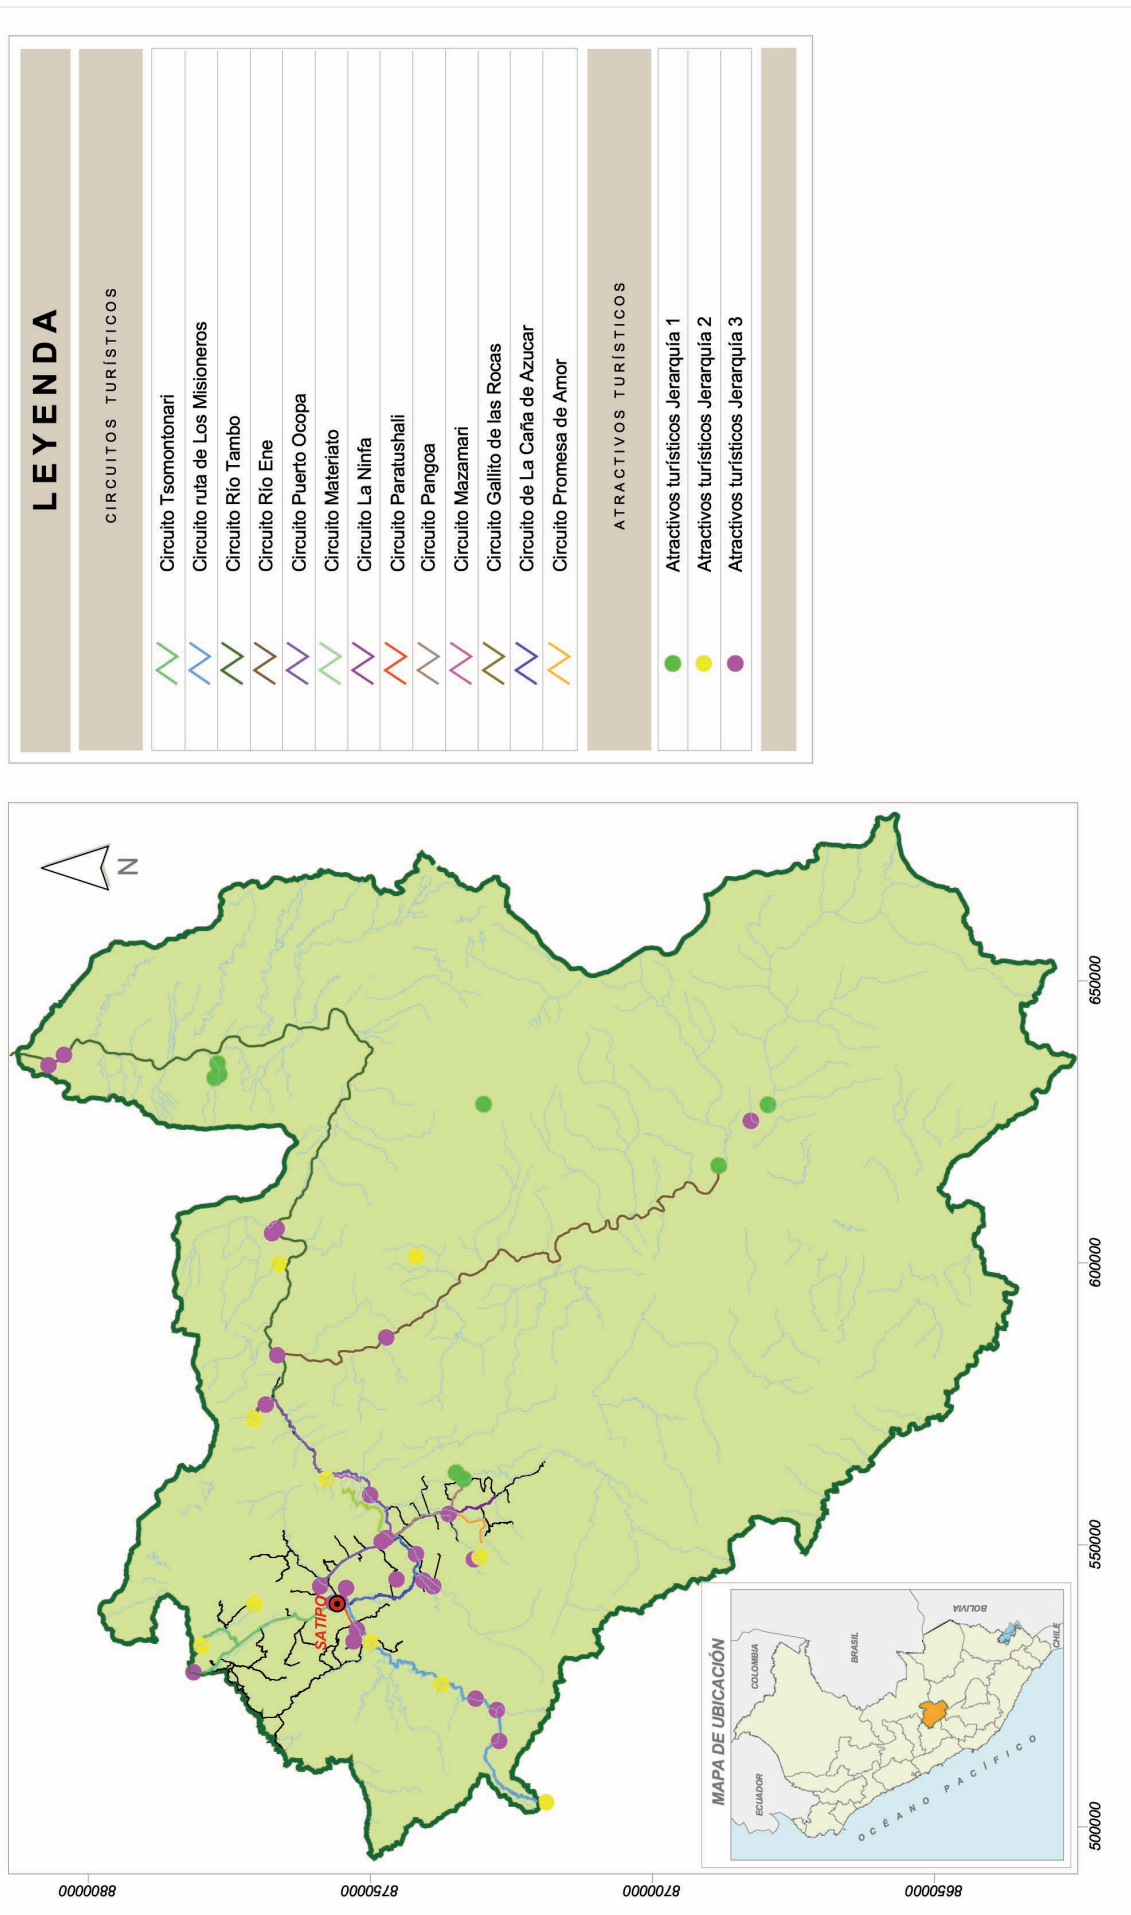 LEYENDA
CIRCUITOS TURÍSTICOS
Circuito Tsomontonari
Circuito ruta de Los Misioneros
Circuito Río Tambo
Circuito Río Ene
Circuito Puerto Ocopa
Circuito Materiato
Circuito La Ninfa
Circuito Paratushali
Circuito Pangoa
Circuito Mazamari
Circuito Gallito de las Rocas
Circuito de La Caña de Azucar
Circuito Promesa de Amor
ATRACTIVOS TURÍSTICOS
Atractivos turísticos Jerarquía 1
Atractivos turísticos Jerarquía 2
Atractivos turísticos Jerarquía 3
N
SATIPO
8800000
8750000
8700000
8650000
500000
550000
600000
650000
MAPA DE UBICACIÓN
ECUADOR
COLOMBIA
BRASIL
BOLIVIA
CHILE
OCÉANO PACÍFICO